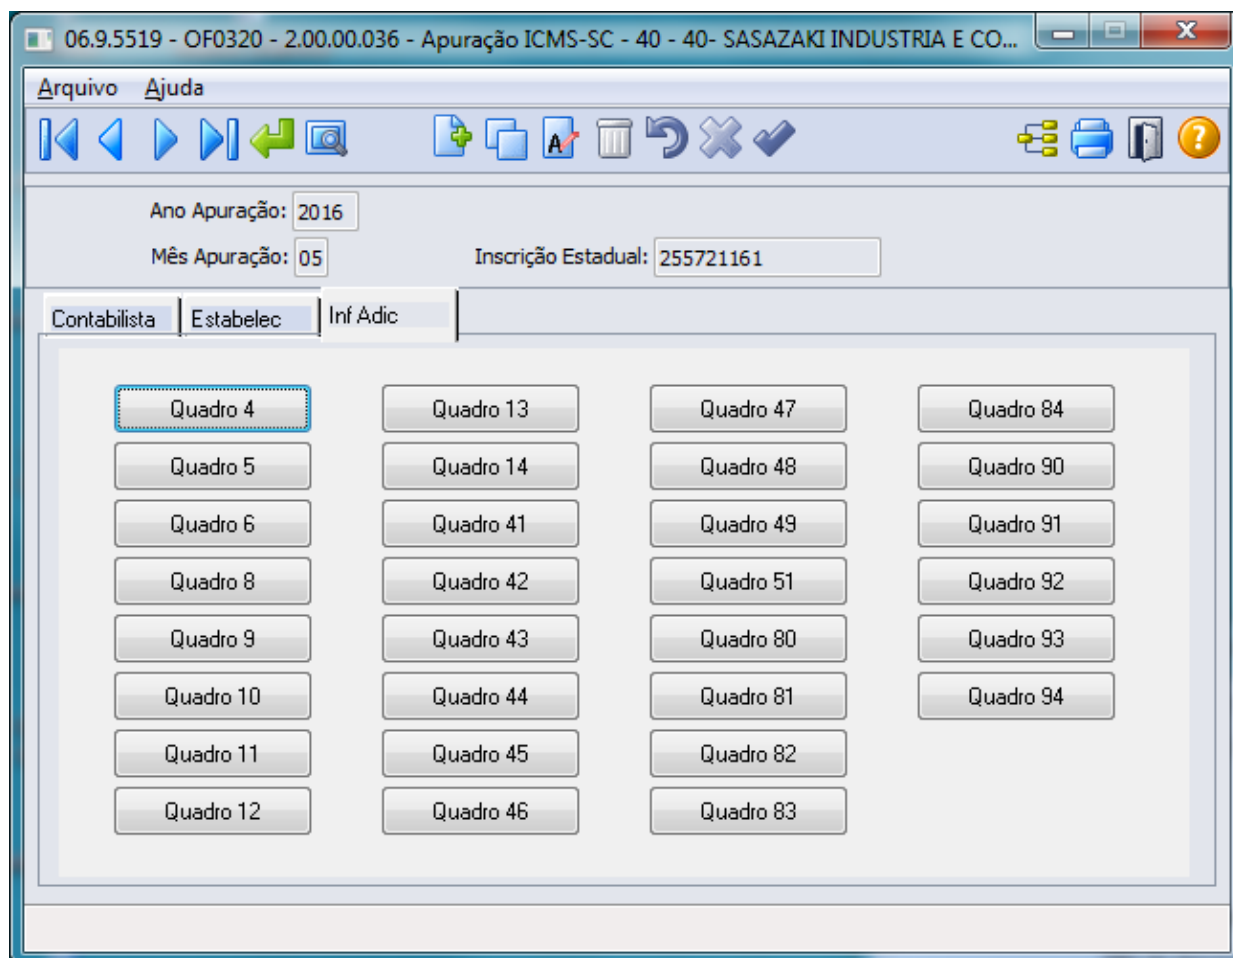 06.9.5519 - OF0320 - 2.00.00.036 - Apuração ICMS-SC - 40 - 40- SASAZAKI INDUSTRIA E CO...
Arquivo Ajuda
A
?
Ano Apuração: 2016
Mês Apuração: 05 Inscrição Estadual: 255721161
Contabilista Estabelec Inf Adic
Quadro 4 Quadro 13 Quadro 47 Quadro 84
Quadro 5 Quadro 14 Quadro 48 Quadro 90
Quadro 6 Quadro 41 Quadro 49 Quadro 91
Quadro 8 Quadro 42 Quadro 51 Quadro 92
Quadro 9 Quadro 43 Quadro 80 Quadro 93
Quadro 10 Quadro 44 Quadro 81 Quadro 94
Quadro 11 Quadro 45 Quadro 82
Quadro 12 Quadro 46 Quadro 83